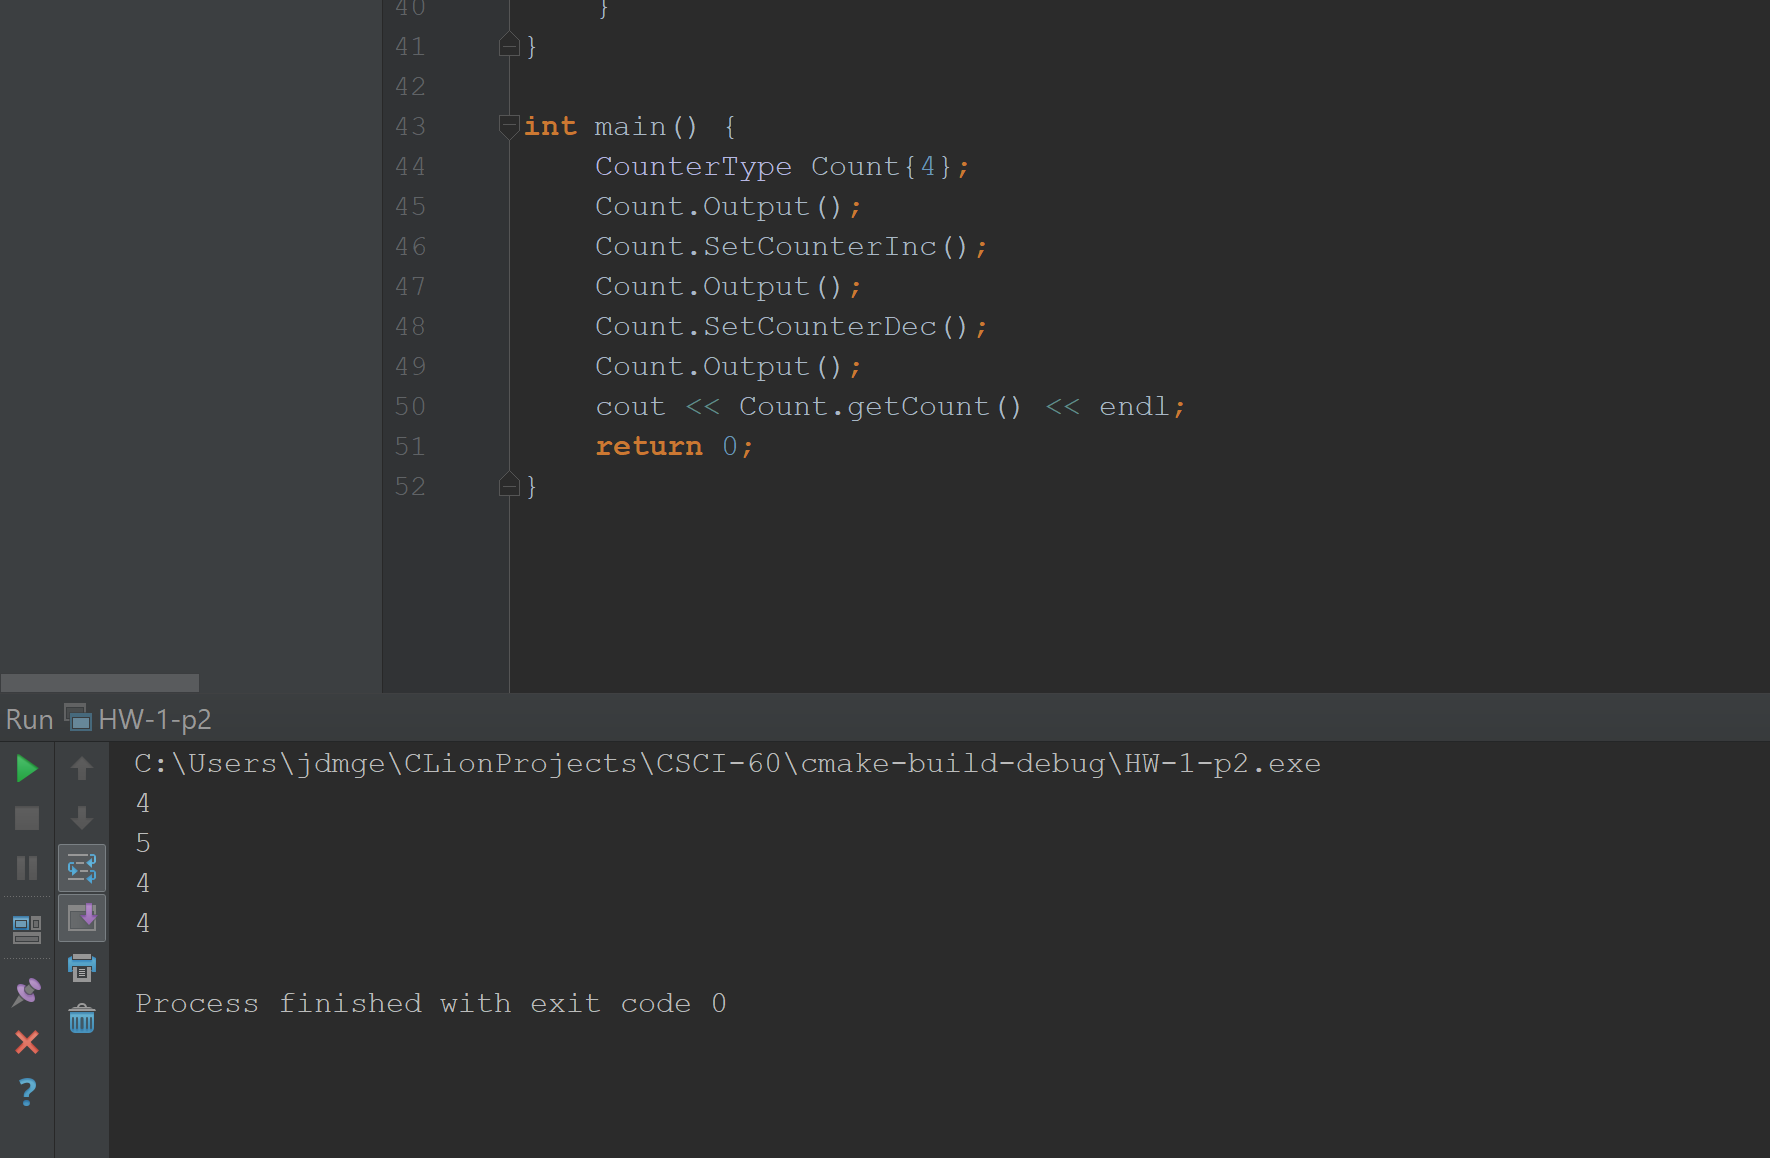 40 }
41 }
42
43 int main() {
44 CounterType Count{4};
45 Count.Output();
46 Count.SetCounterInc();
47 Count.Output();
48 Count.SetCounterDec();
49 Count.Output();
50 cout << Count.getCount() << endl;
51 return 0;
52 }
Run HW-1-p2
C:\Users\jdmge\CLionProjects\CSCI-60\cmake-build-debug\HW-1-p2.exe
4
5
4
4
Process finished with exit code 0